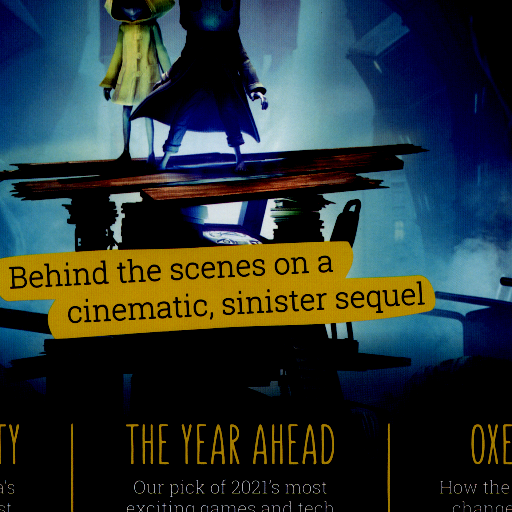 Behind the scenes on a
cinematic, sinister sequel
TY
THE YEAR AHEAD
OXE
a's
Our pick of 2021's most
How the
st
exciting games and tech
change